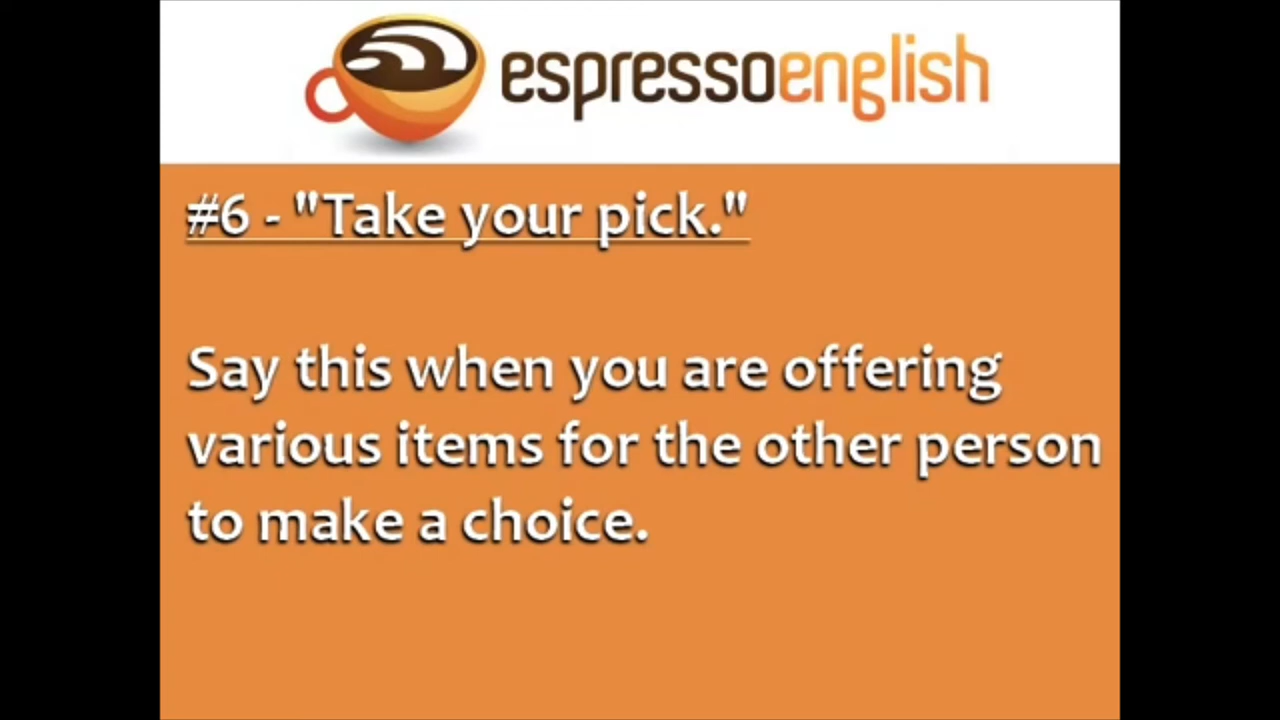 espressoenglish
#6 - "Take your pick."
Say this when you are offering
various items for the other person
to make a choice.